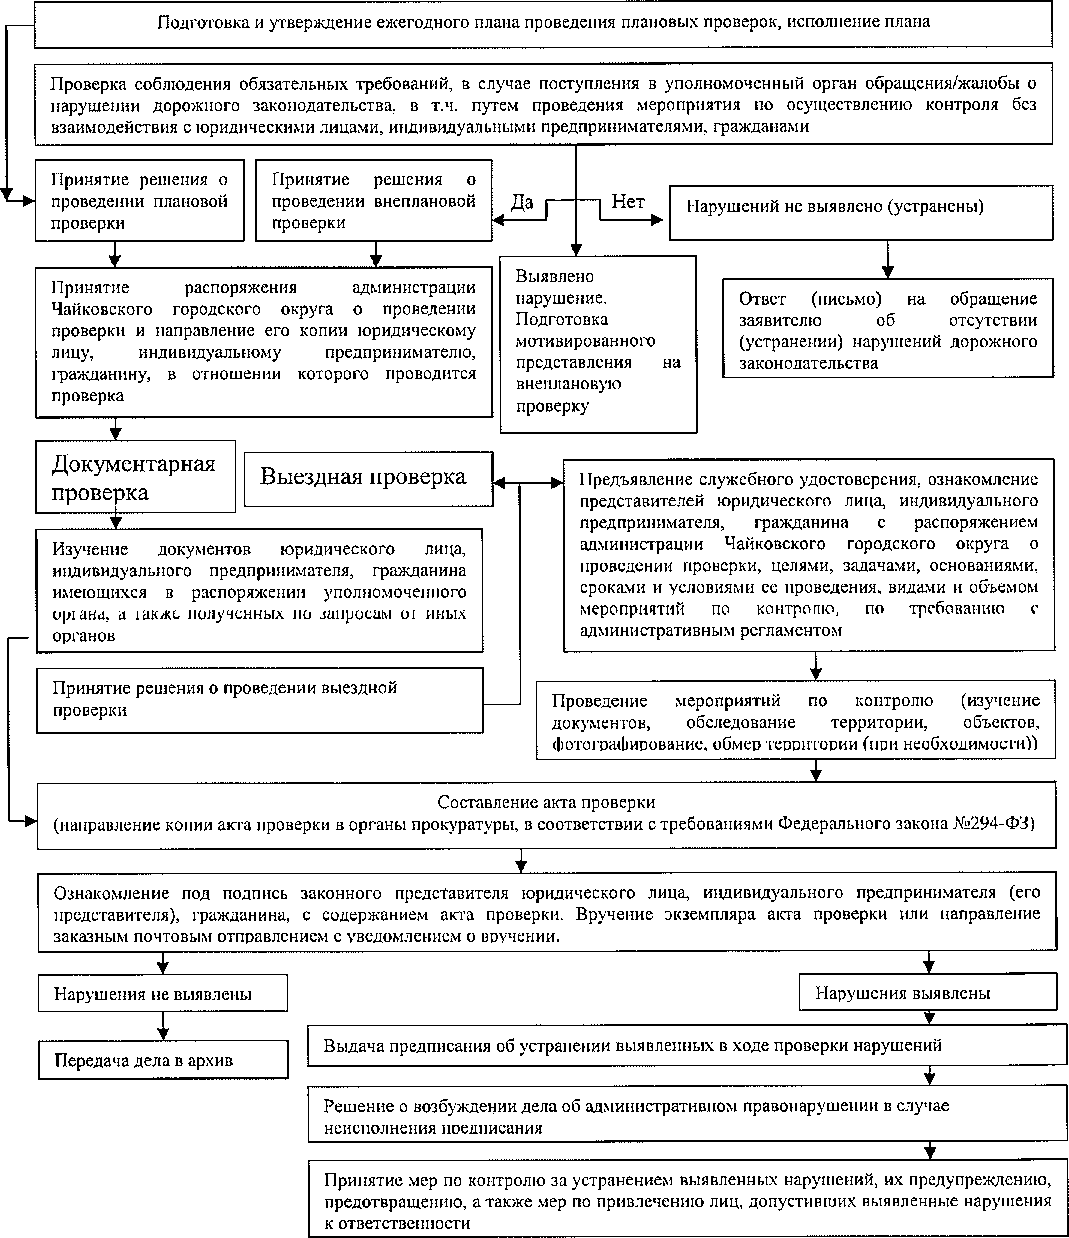 Подготовка и утверждение ежегодного плана проведения плановых проверок, исполнение плана
Проверка соблюдения обязательных требований, в случае поступления в уполномоченный орган обращения/жалобы о
нарушении дорожного законодательства, в т.ч. путем проведения мероприятия по осуществлению контроля без
взаимодействия с юридическими лицами, индивидуальными предпринимателями, гражданами
Принятие решения о
проведении плановой
проверки
Принятие решения о
проведении внеплановой
проверки
Да
Нет
Нарушений не выявлено (устранены)
Принятие распоряжения администрации
Чайковского городского округа о проведении
проверки и направление его копии юридическому
лицу, индивидуальному предпринимателю,
гражданину, в отношении которого проводится
проверка
Выявлено
нарушение.
Подготовка
мотивированного
представления на
внеплановую
проверку
Ответ (письмо) на обращение
заявителю об отсутствии
(устранении) нарушений дорожного
законодательства
Документарная
проверка
Выездная проверка
Предъявление служебного удостоверения, ознакомление
представителей юридического лица, индивидуального
предпринимателя, гражданина с распоряжением
администрации Чайковского городского округа о
проведении проверки, целями, задачами, основаниями,
сроками и условиями ее проведения, видами и объемом
мероприятий по контролю, по требованию с
административным регламентом
Изучение документов юридического лица,
индивидуального предпринимателя, гражданина
имеющихся в распоряжении уполномоченного
органа, а также полученных по запросам от иных
органов
Принятие решения о проведении выездной
проверки
Проведение мероприятий по контролю (изучение
документов, обследование территории, объектов,
фотографирование, обмер территории (при необходимости))
Составление акта проверки
(направление копии акта проверки в органы прокуратуры, в соответствии с требованиями Федерального закона №294-ФЗ)
Ознакомление под подпись законного представителя юридического лица, индивидуального предпринимателя (его
представителя), гражданина, с содержанием акта проверки. Вручение экземпляра акта проверки или направление
заказным почтовым отправлением с уведомлением о вручении.
Нарушения не выявлены
Нарушения выявлены
Передача дела в архив
Выдача предписания об устранении выявленных в ходе проверки нарушений
Решение о возбуждении дела об административном правонарушении в случае
неисполнения предписания
Принятие мер по контролю за устранением выявленных нарушений, их предупреждению,
предотвращению, а также мер по привлечению лиц, допустивших выявленные нарушения
к ответственности